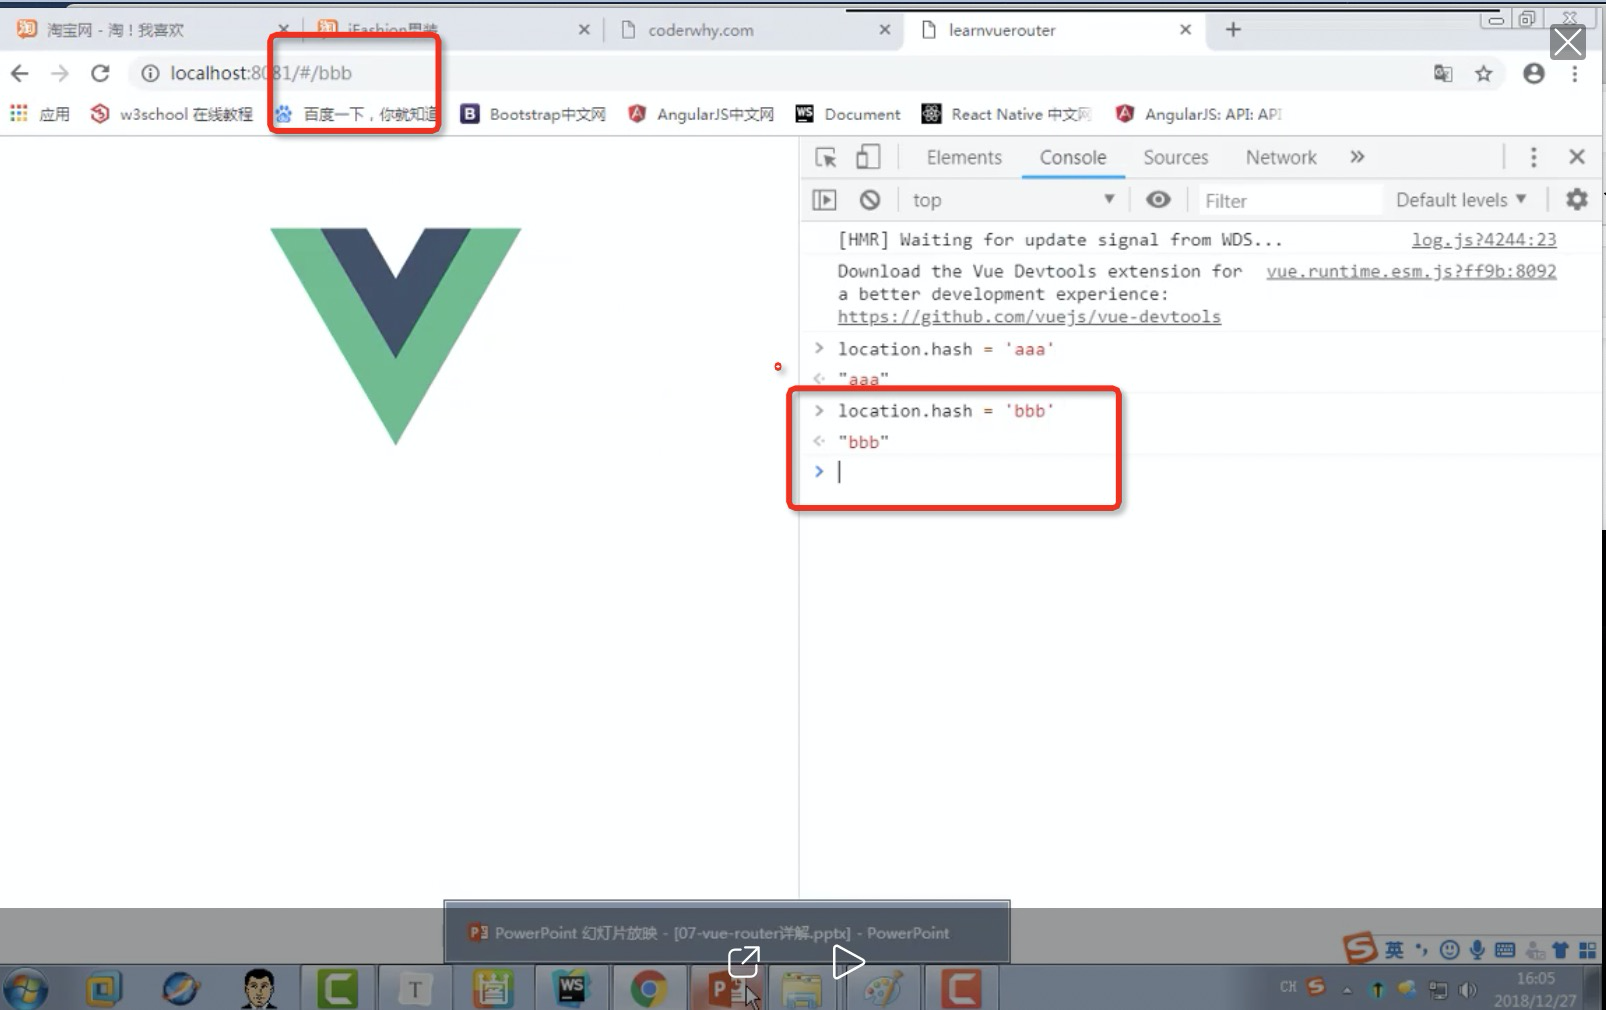 淘宝网 - 淘！我喜欢
iFashion男装
coderwhy.com
learnvuerouter
localhost:8081/#/bbb
应用
w3school 在线教程
百度一下，你就知道
Bootstrap中文网
AngularJS中文网
Document
React Native 中文网
AngularJS: API: API
Elements
Console
Sources
Network
top
Filter
Default levels
[HMR] Waiting for update signal from WDS...
log.js?4244:23
Download the Vue Devtools extension for
vue.runtime.esm.js?ff9b:8092
a better development experience:
https://github.com/vuejs/vue-devtools
location.hash = 'aaa'
"aaa"
location.hash = 'bbb'
"bbb"
PowerPoint 幻灯片放映 - [07-vue-router详解.pptx] - PowerPoint
英
CH
16:05
2018/12/27